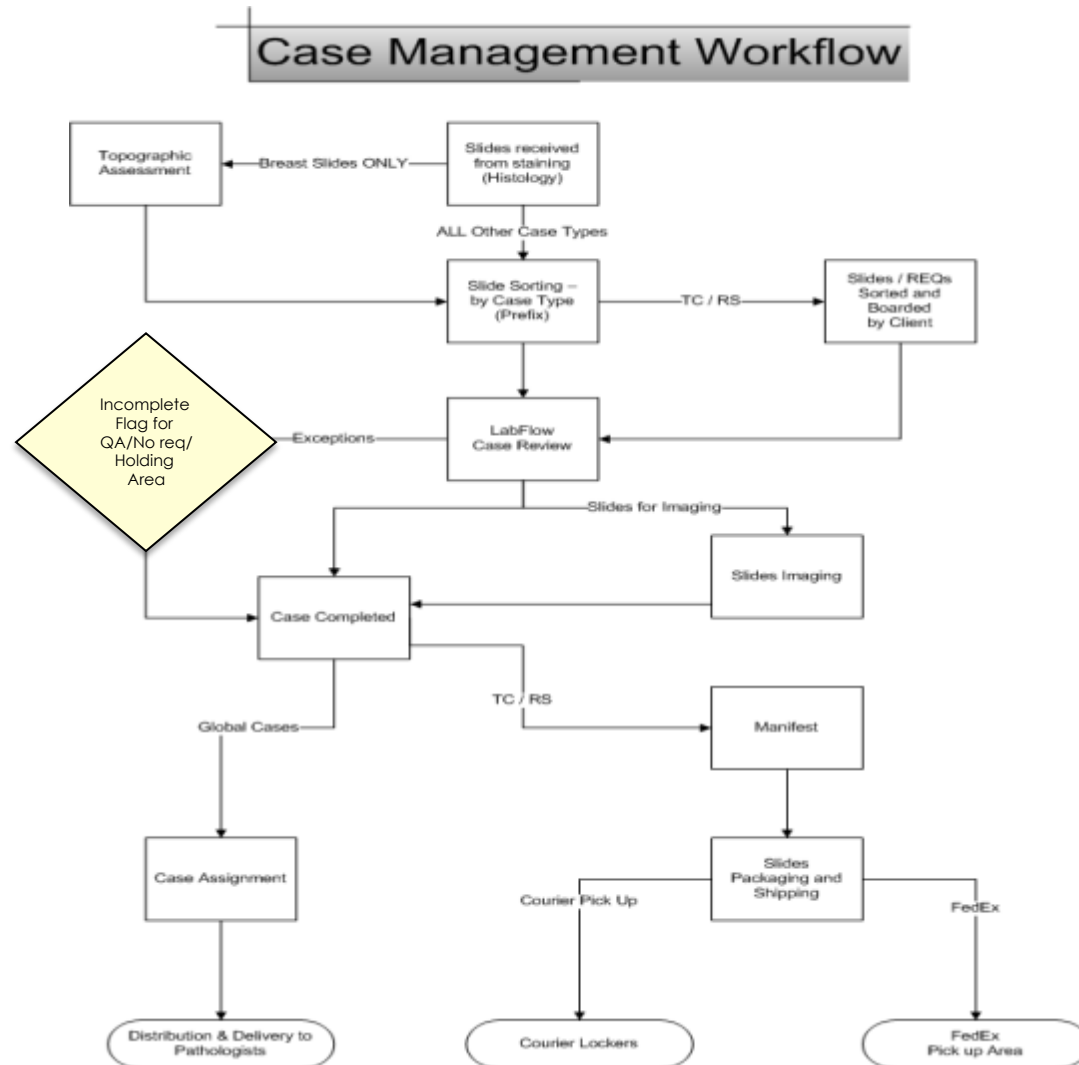 Case Management Workflow
Topographic
Assessment
Breast Slides ONLY
Slides received
from staining
(Histology)
ALL Other Case Types
Slide Sorting –
by Case Type
(Prefix)
TC / RS
Slides / REQs
Sorted and
Boarded
by Client
Incomplete
Flag for
QA/No req/
Holding
Area
Exceptions
LabFlow
Case Review
Slides for Imaging
Slides Imaging
Case Completed
TC / RS
Global Cases
Manifest
Case Assignment
Slides
Packaging and
Shipping
Courier Pick Up
FedEx
Distribution & Delivery to
Pathologists
Courier Lockers
FedEx
Pick up Area